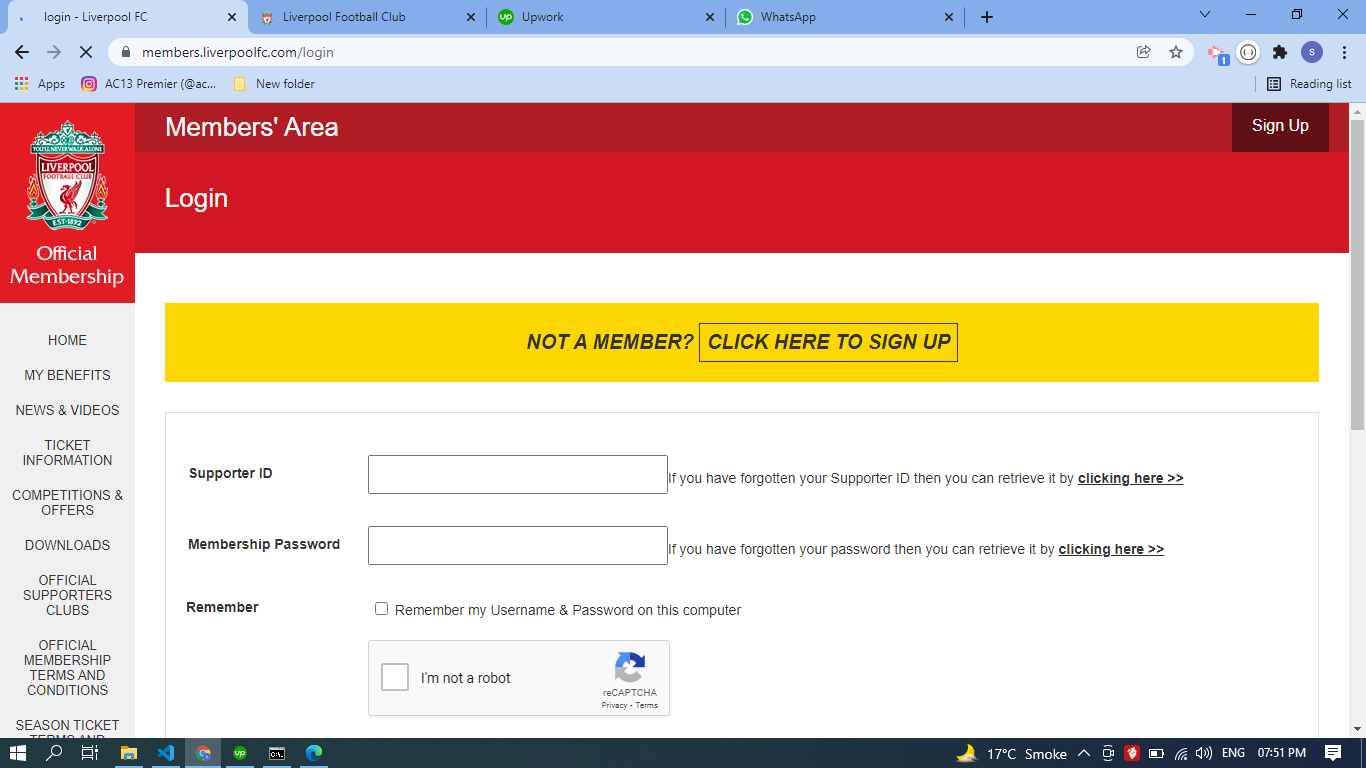 login - Liverpool FC
Liverpool Football Club
up
Upwork
WhatsApp
members.liverpoolfc.com/login
1
S
Apps
AC13 Premier (@ac...
New folder
Reading list
YOU'LL NEVER WALK ALONE
LIVERPOOL
FOOTBALL CLUB
EST·1892
Official
Membership
Members' Area
Sign Up
Login
HOME
MY BENEFITS
NEWS & VIDEOS
TICKET
INFORMATION
COMPETITIONS &
OFFERS
DOWNLOADS
OFFICIAL
SUPPORTERS
CLUBS
OFFICIAL
MEMBERSHIP
TERMS AND
CONDITIONS
SEASON TICKET
TERMS AND
NOT A MEMBER? CLICK HERE TO SIGN UP
Supporter ID
If you have forgotten your Supporter ID then you can retrieve it by clicking here >>
Membership Password
If you have forgotten your password then you can retrieve it by clicking here >>
Remember
Remember my Username & Password on this computer
I'm not a robot
reCAPTCHA
Privacy - Terms
up
17°C Smoke
ENG
07:51 PM